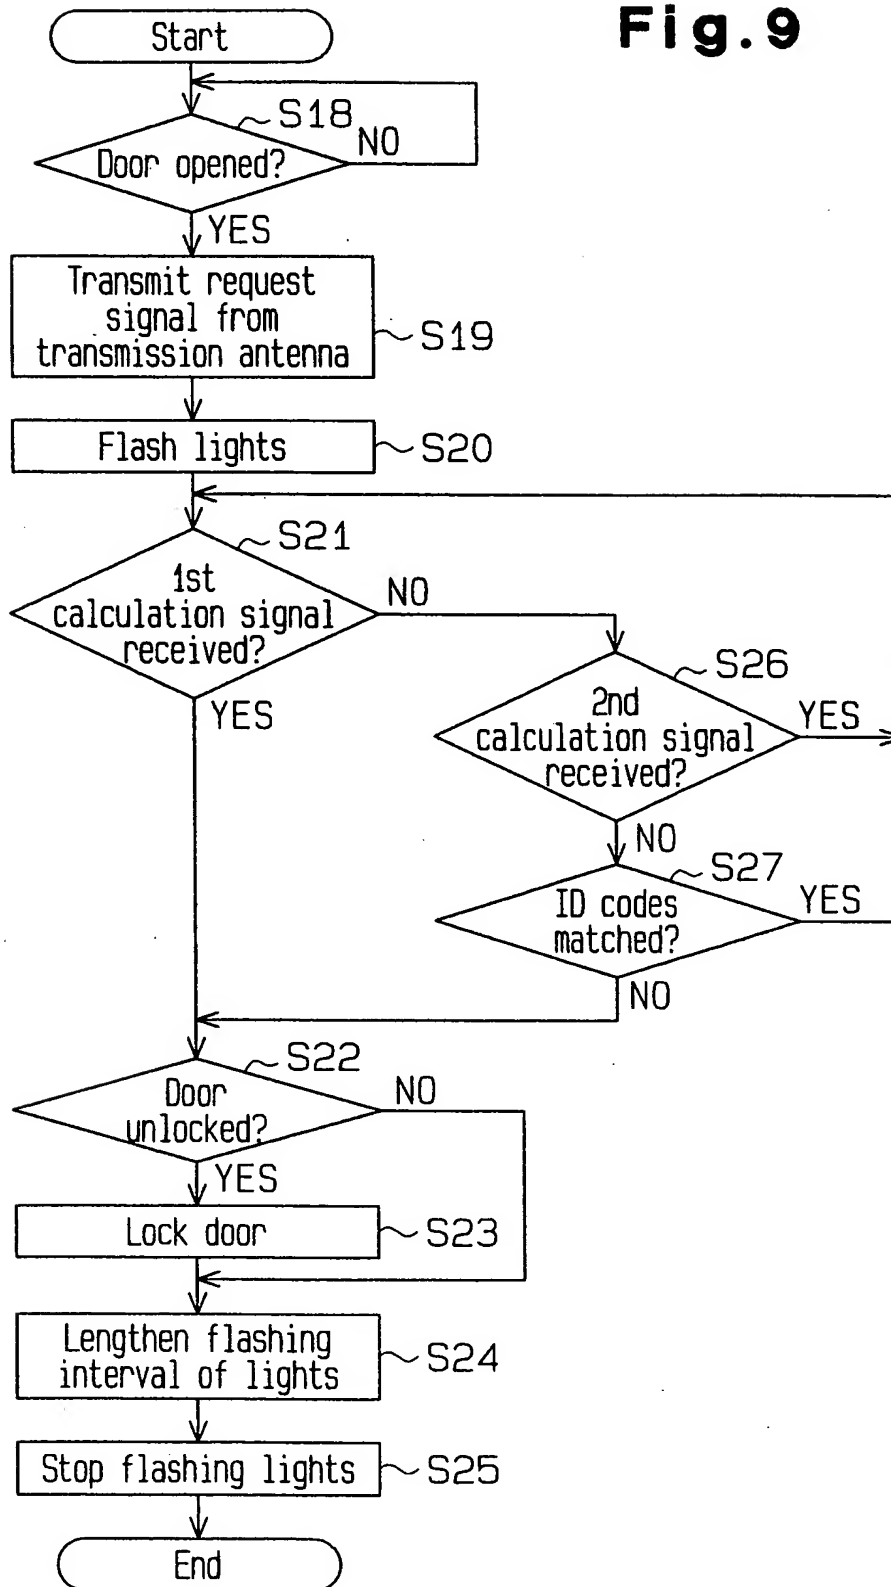 Fig.9
Start
S18
Door opened?
NO
YES
Transmit request
signal from
transmission antenna
S19
Flash lights
S20
S21
1st
calculation signal
received?
NO
YES
S26
2nd
calculation signal
received?
YES
NO
S27
ID codes
matched?
YES
NO
S22
Door
unlocked?
NO
YES
Lock door
S23
Lengthen flashing
interval of lights
S24
Stop flashing lights
S25
End